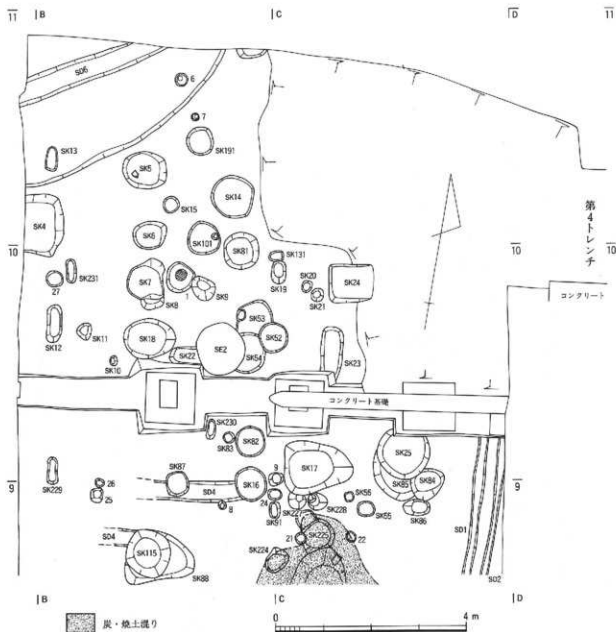 11 B C D 11
SD6
6
7
SK13
SK191
SK5
SK14
SK15
SK4
SK6
SK101
SK81
第4トレンチ
10 10 10
SK131
SK231
27
SK7
1
SK9
SK19
SK20
SK24
コンクリート
SK8
SK21
SK12
SK11
SK53
SK18
SE2
SK52
SK10
SK22
SK54
SK23
コンクリート基礎
SK230
SK83
SK82
SK25
9 9
SK229
26
25
SK87
SD4
SK16
9
SK17
SK85
SK84
8
24
SK227
SK228
SK56
SK55
SK86
SK91
SD1
SD4
SK115
SK88
21
SK225
22
SK224
SD2
B C D
炭・焼土混り
0 4 m